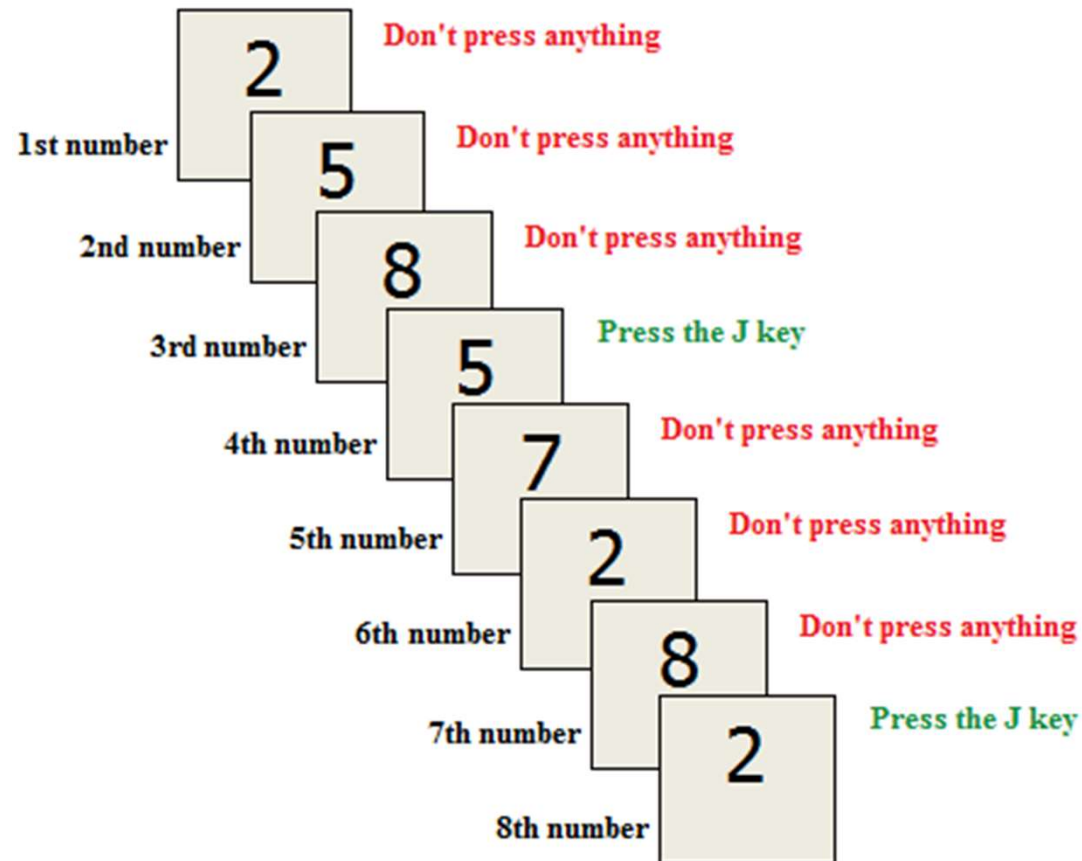 2
Don't press anything
1st number
5
Don't press anything
2nd number
8
Don't press anything
3rd number
5
Press the J key
4th number
7
Don't press anything
5th number
2
Don't press anything
6th number
8
Don't press anything
7th number
2
Press the J key
8th number